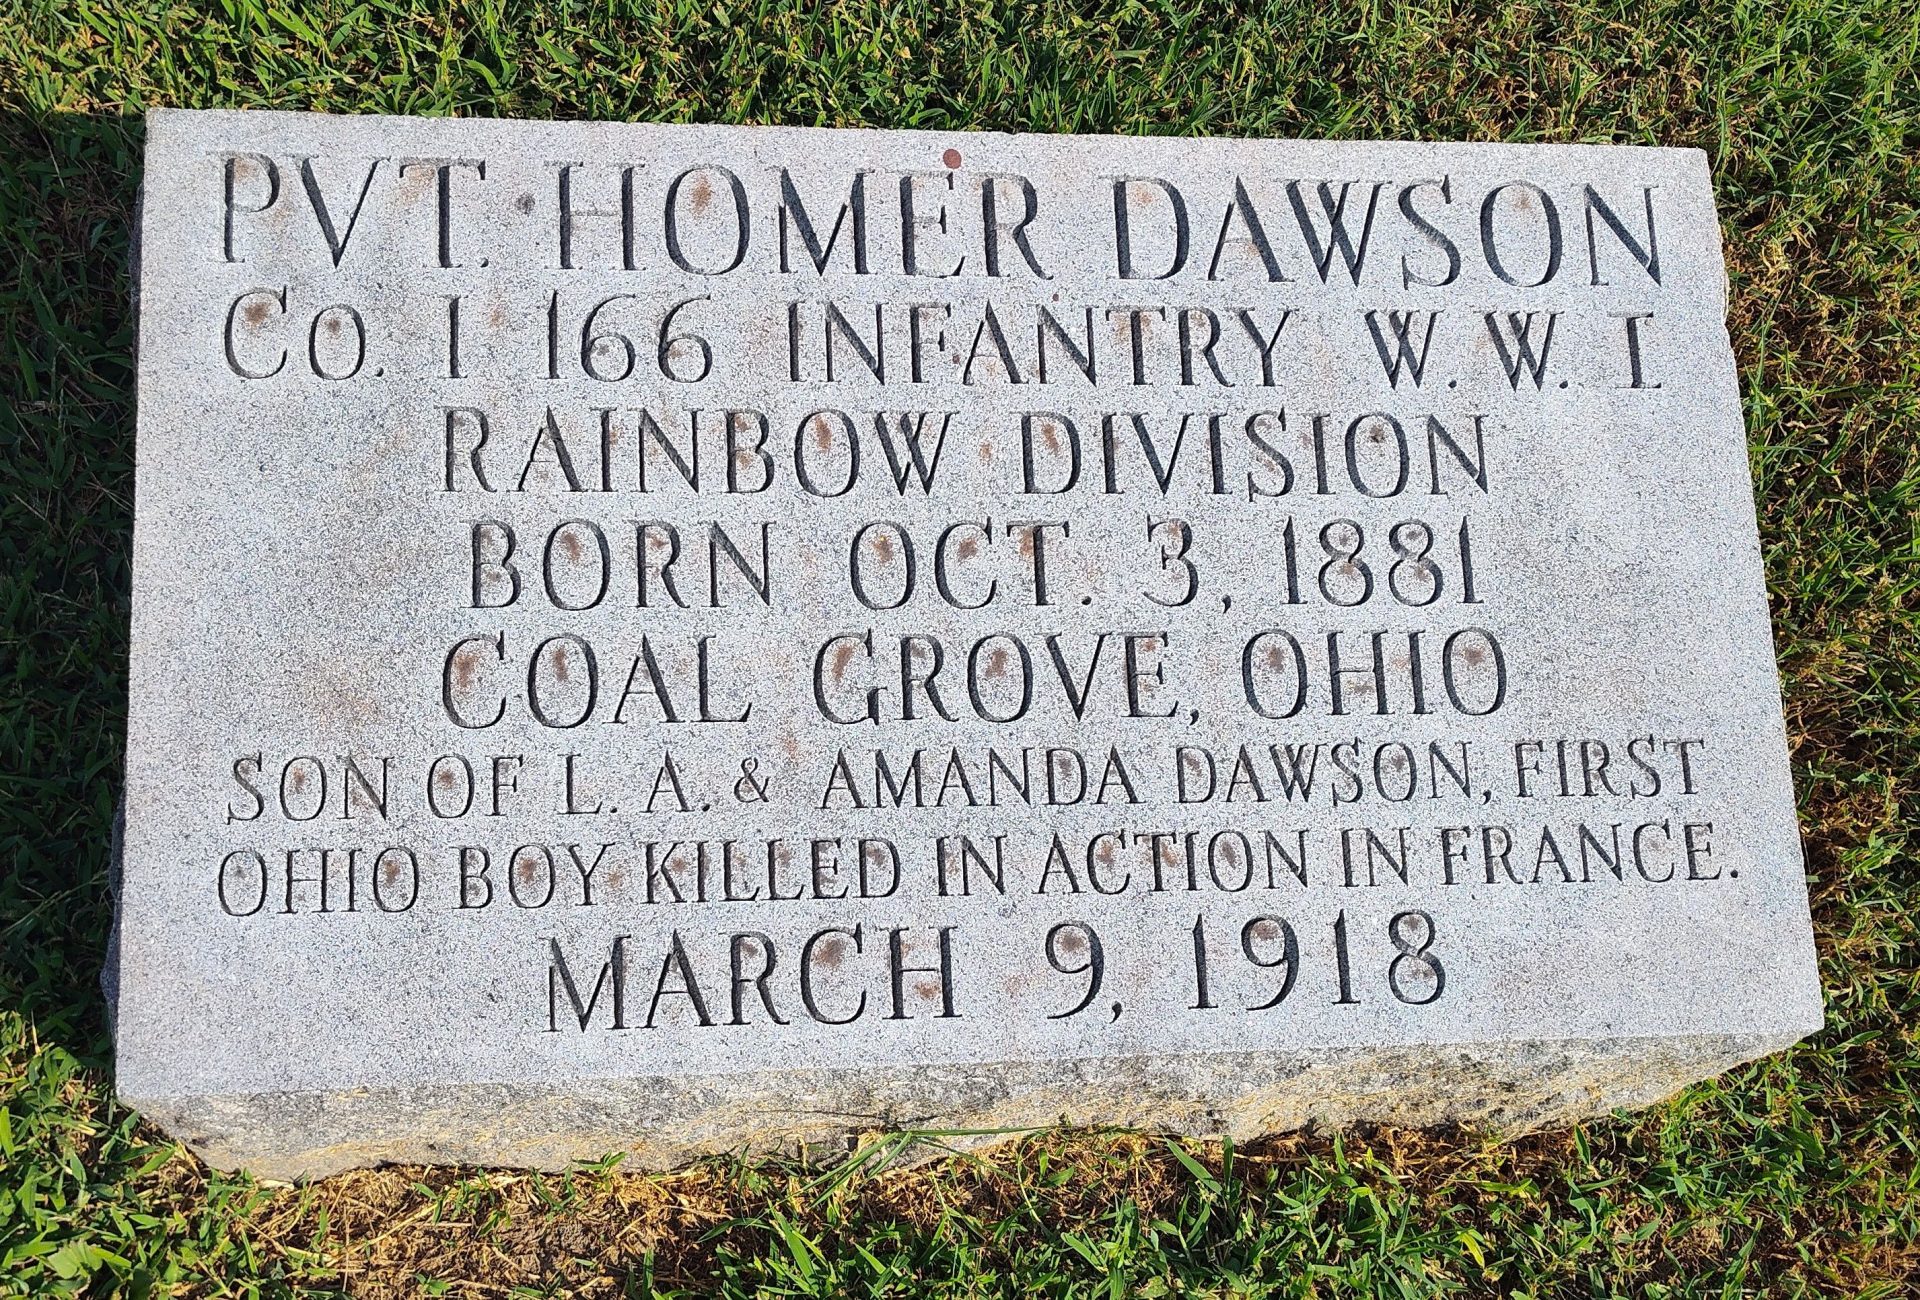 PVT. HOMER DAWSON
Co. I 166 INFANTRY W. W. I
RAINBOW DIVISION
BORN OCT. 3, 1881
COAL GROVE, OHIO
SON OF L. A. & AMANDA DAWSON, FIRST
OHIO BOY KILLED IN ACTION IN FRANCE.
MARCH 9, 1918